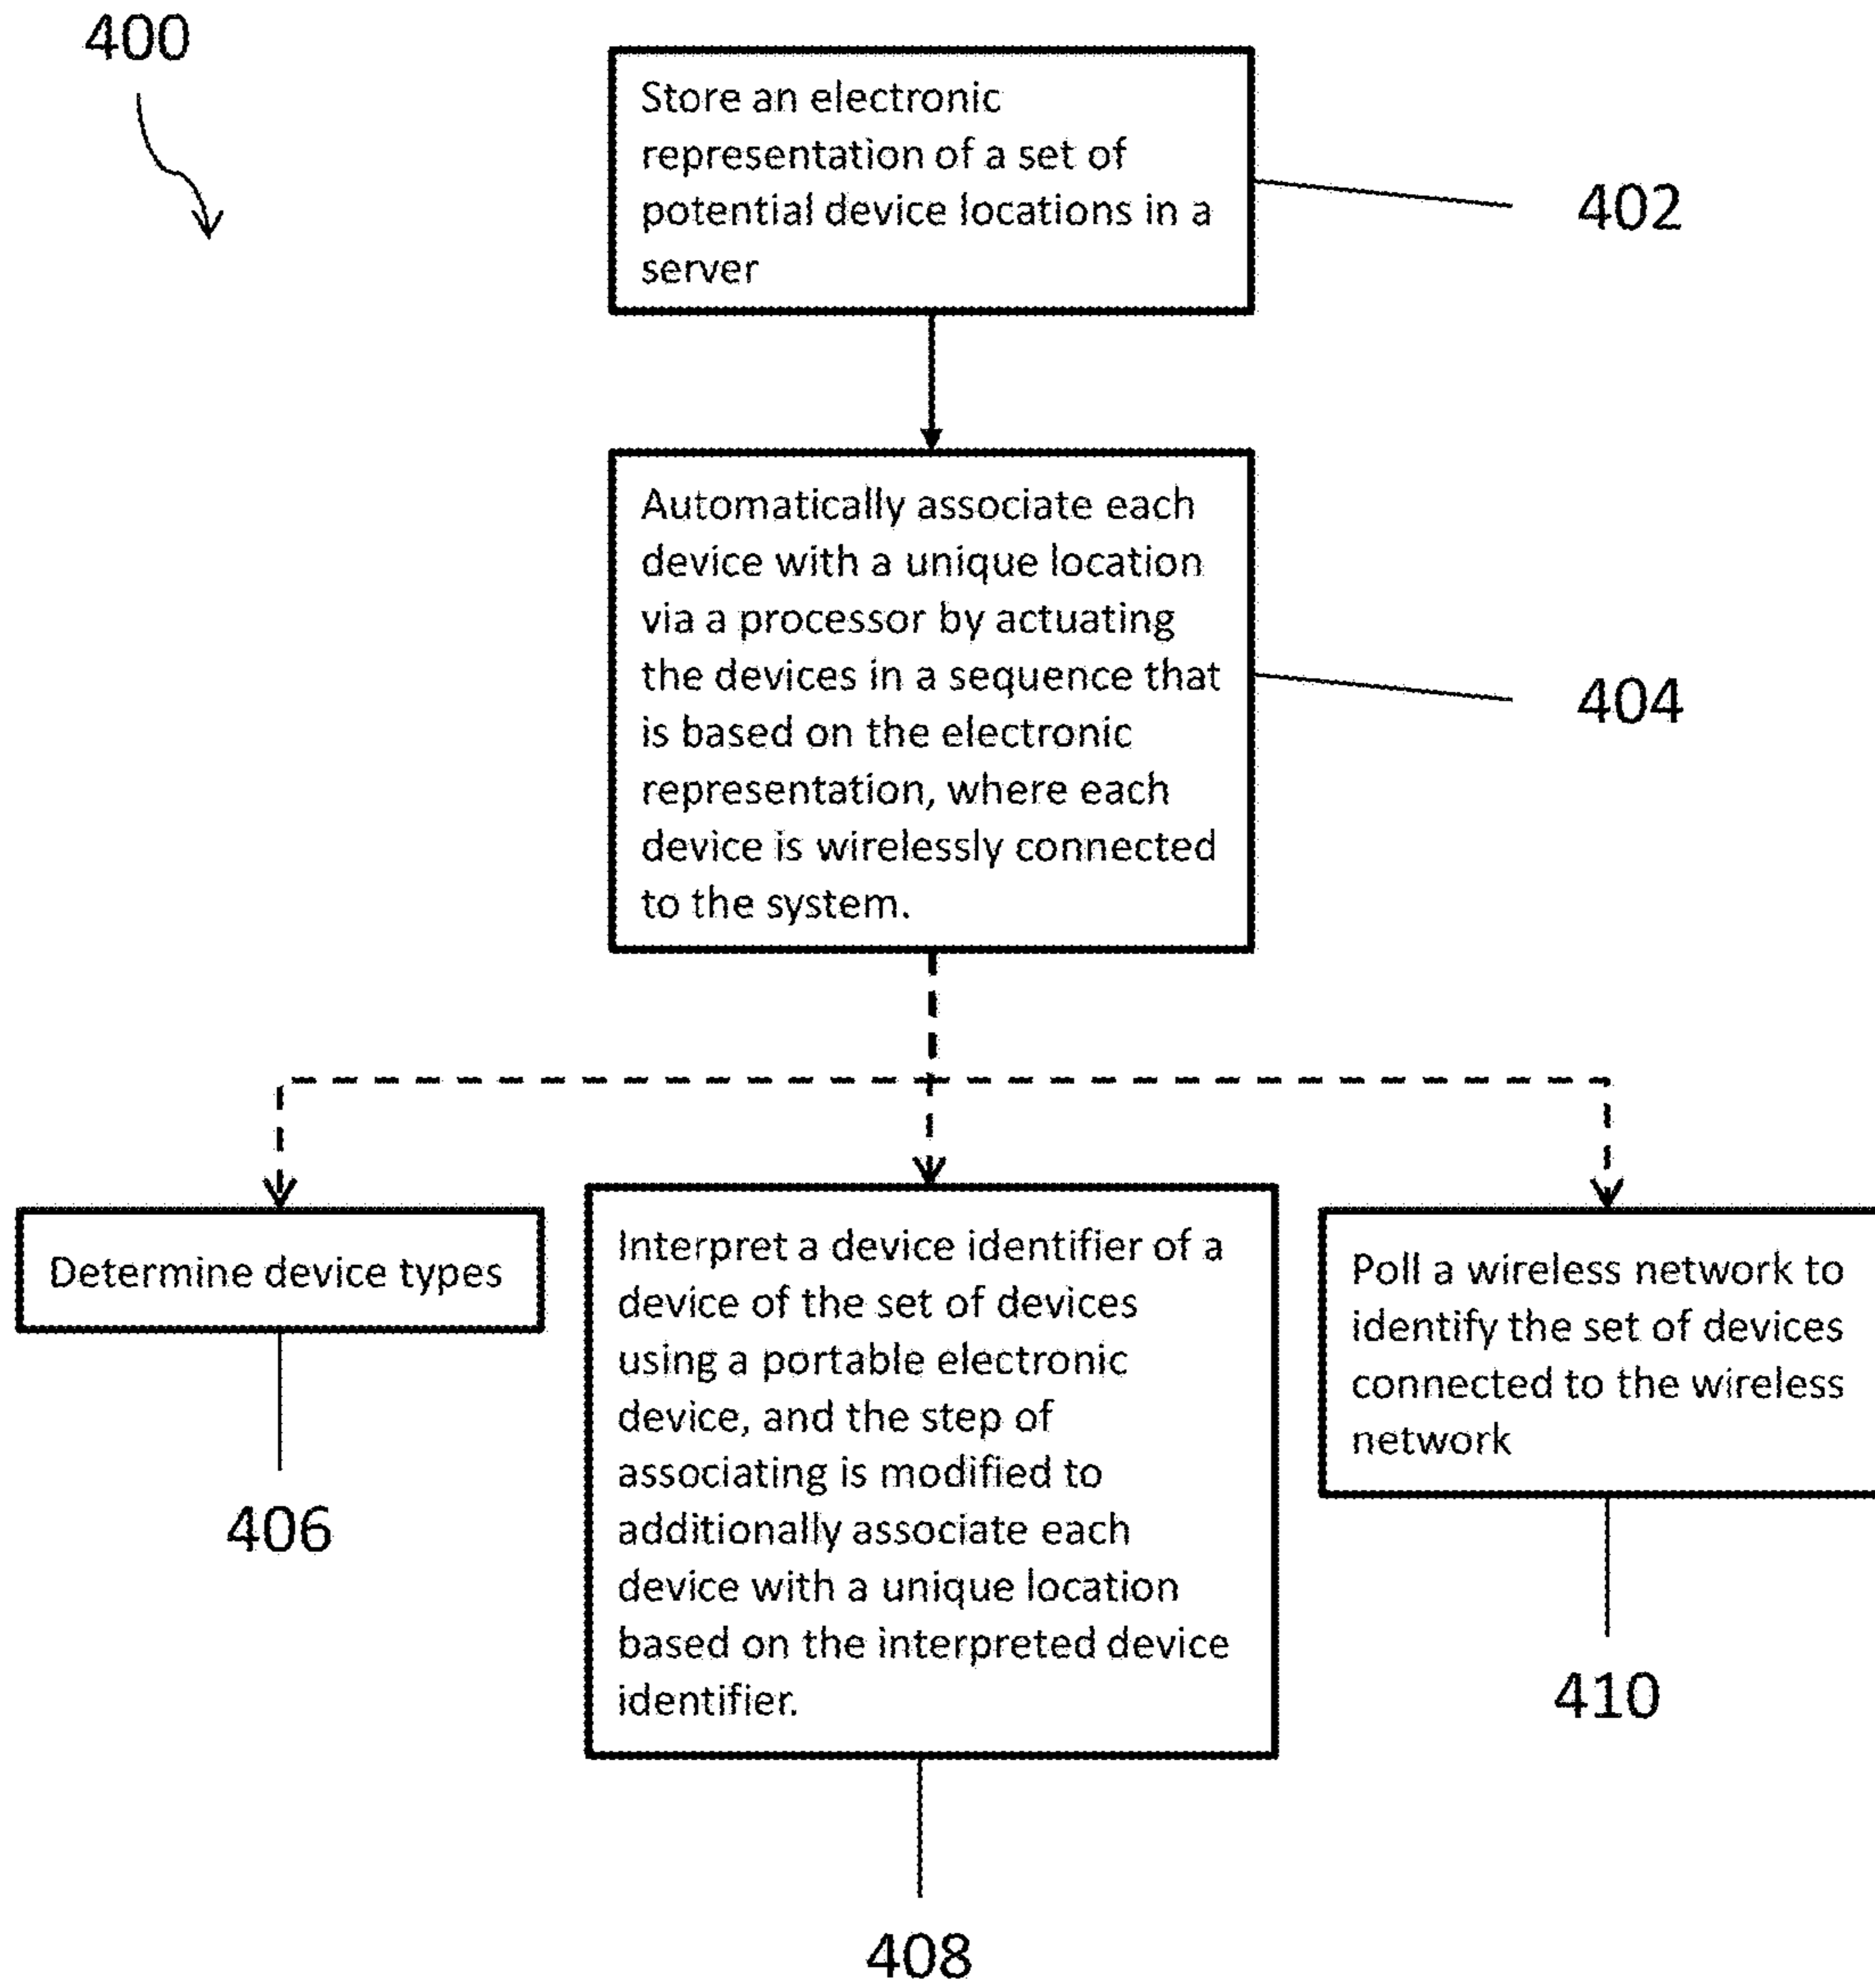 400
Store an electronic
representation of a set of
potential device locations in a
server
402
Automatically associate each
device with a unique location
via a processor by actuating
the devices in a sequence that
is based on the electronic
representation, where each
device is wirelessly connected
to the system.
404
Determine device types
406
Interpret a device identifier of a
device of the set of devices
using a portable electronic
device, and the step of
associating is modified to
additionally associate each
device with a unique location
based on the interpreted device
identifier.
408
Poll a wireless network to
identify the set of devices
connected to the wireless
network
410